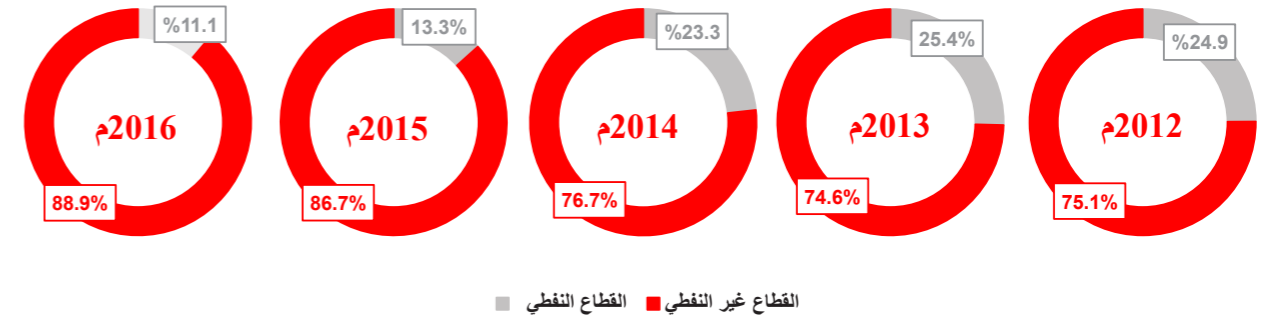 %24.9
25.4%
%23.3
13.3%
%11.1
2012م
2013م
2014م
2015م
2016م
75.1%
74.6%
76.7%
86.7%
88.9%
القطاع غير النفطي
القطاع النفطي